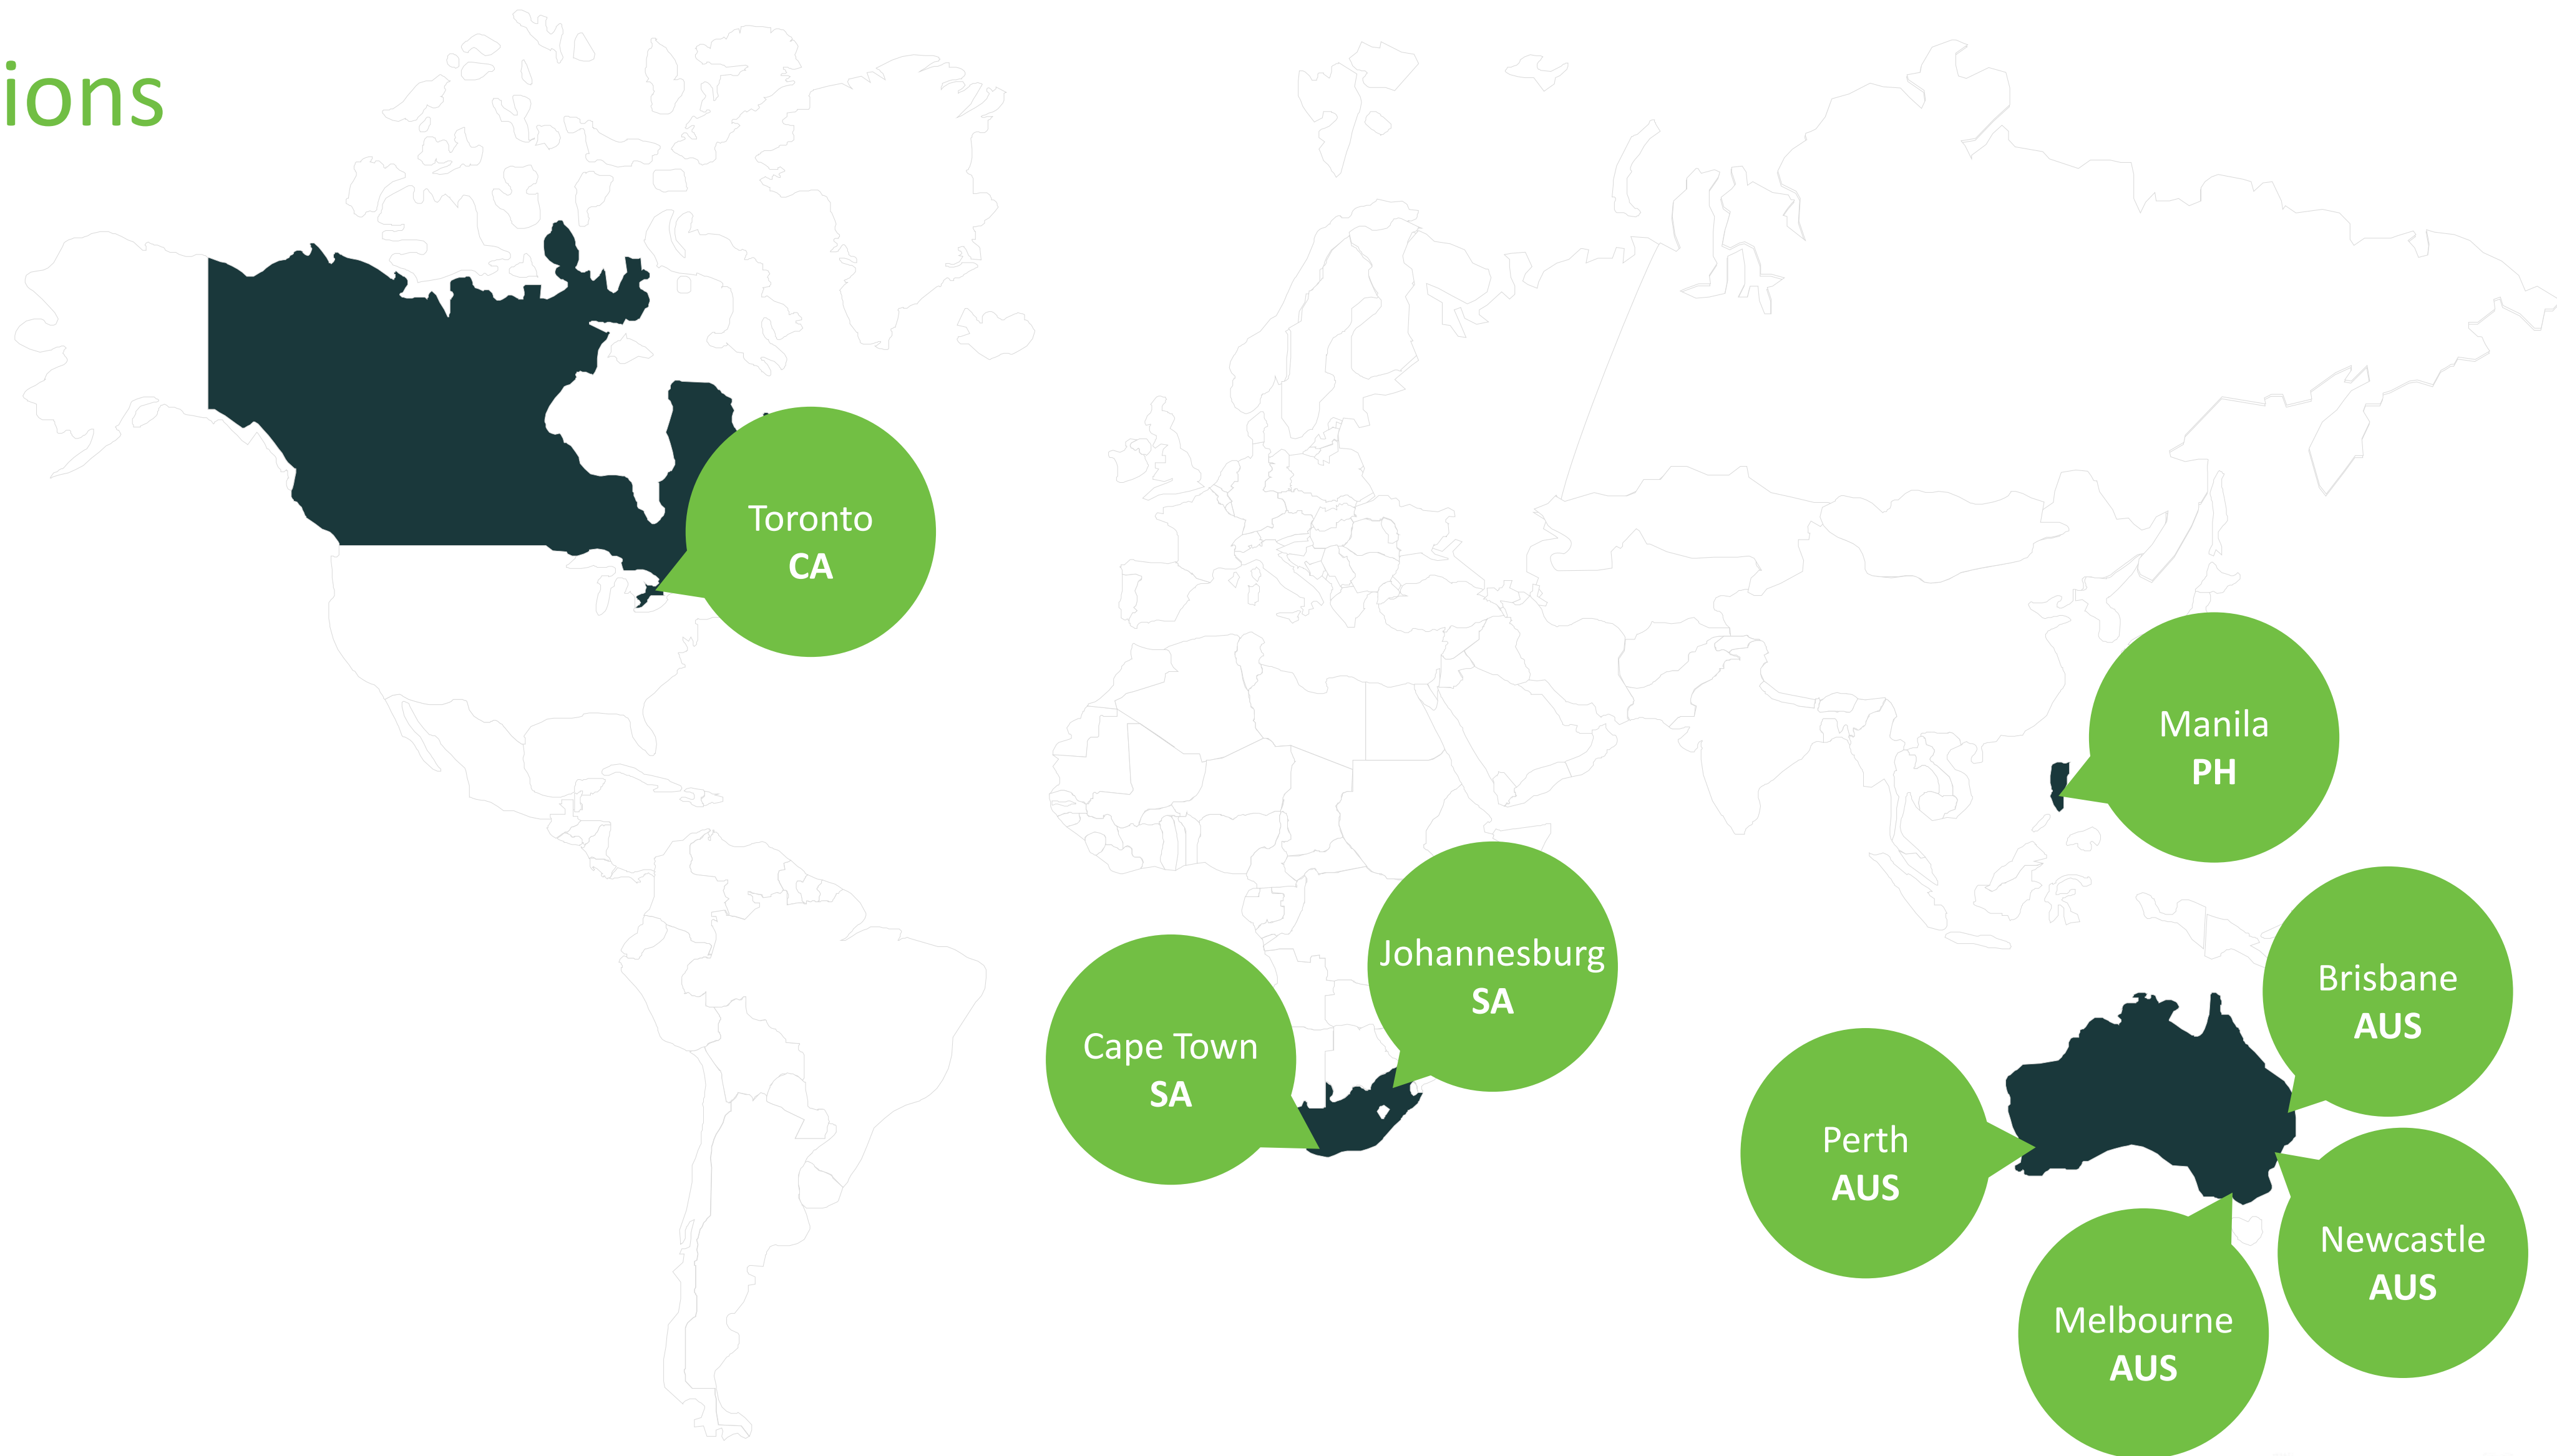 ions
Toronto
CA
Manila
PH
Johannesburg
SA
Brisbane
AUS
Cape Town
SA
Perth
AUS
Newcastle
AUS
Melbourne
AUS